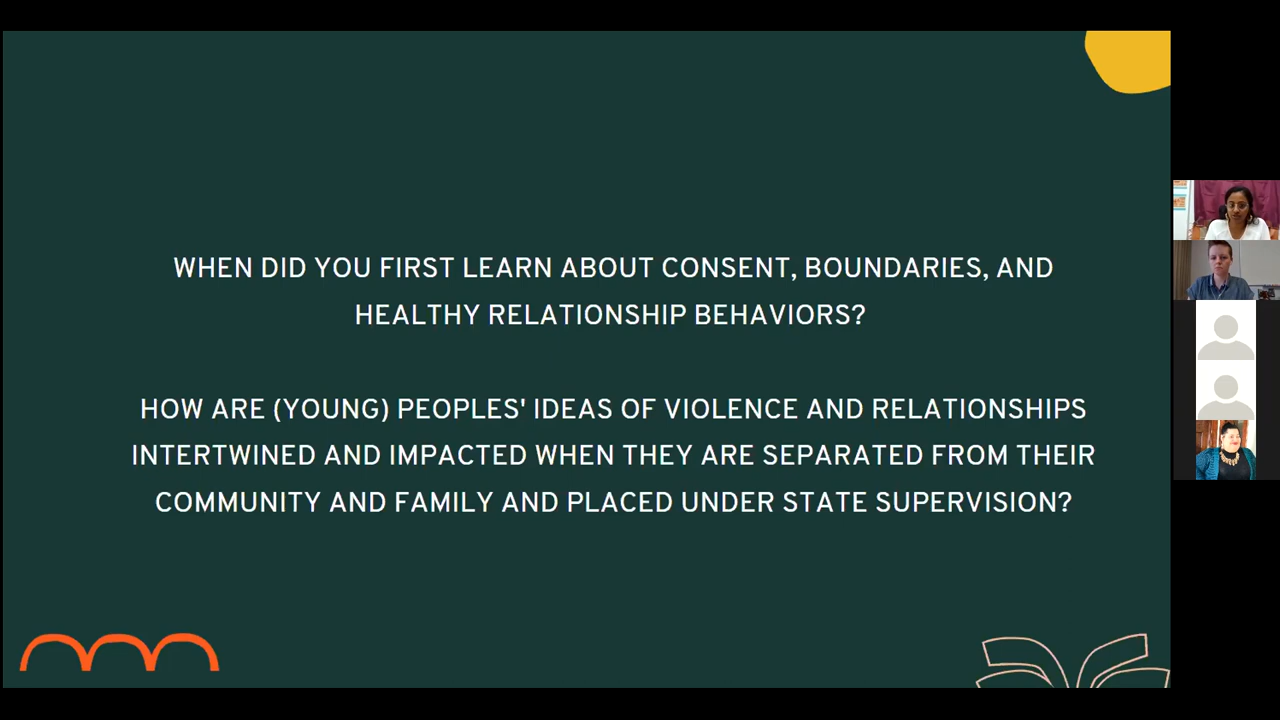 WHEN DID YOU FIRST LEARN ABOUT CONSENT, BOUNDARIES, AND
HEALTHY RELATIONSHIP BEHAVIORS?
HOW ARE (YOUNG) PEOPLES' IDEAS OF VIOLENCE AND RELATIONSHIPS
INTERTWINED AND IMPACTED WHEN THEY ARE SEPARATED FROM THEIR
COMMUNITY AND FAMILY AND PLACED UNDER STATE SUPERVISION?